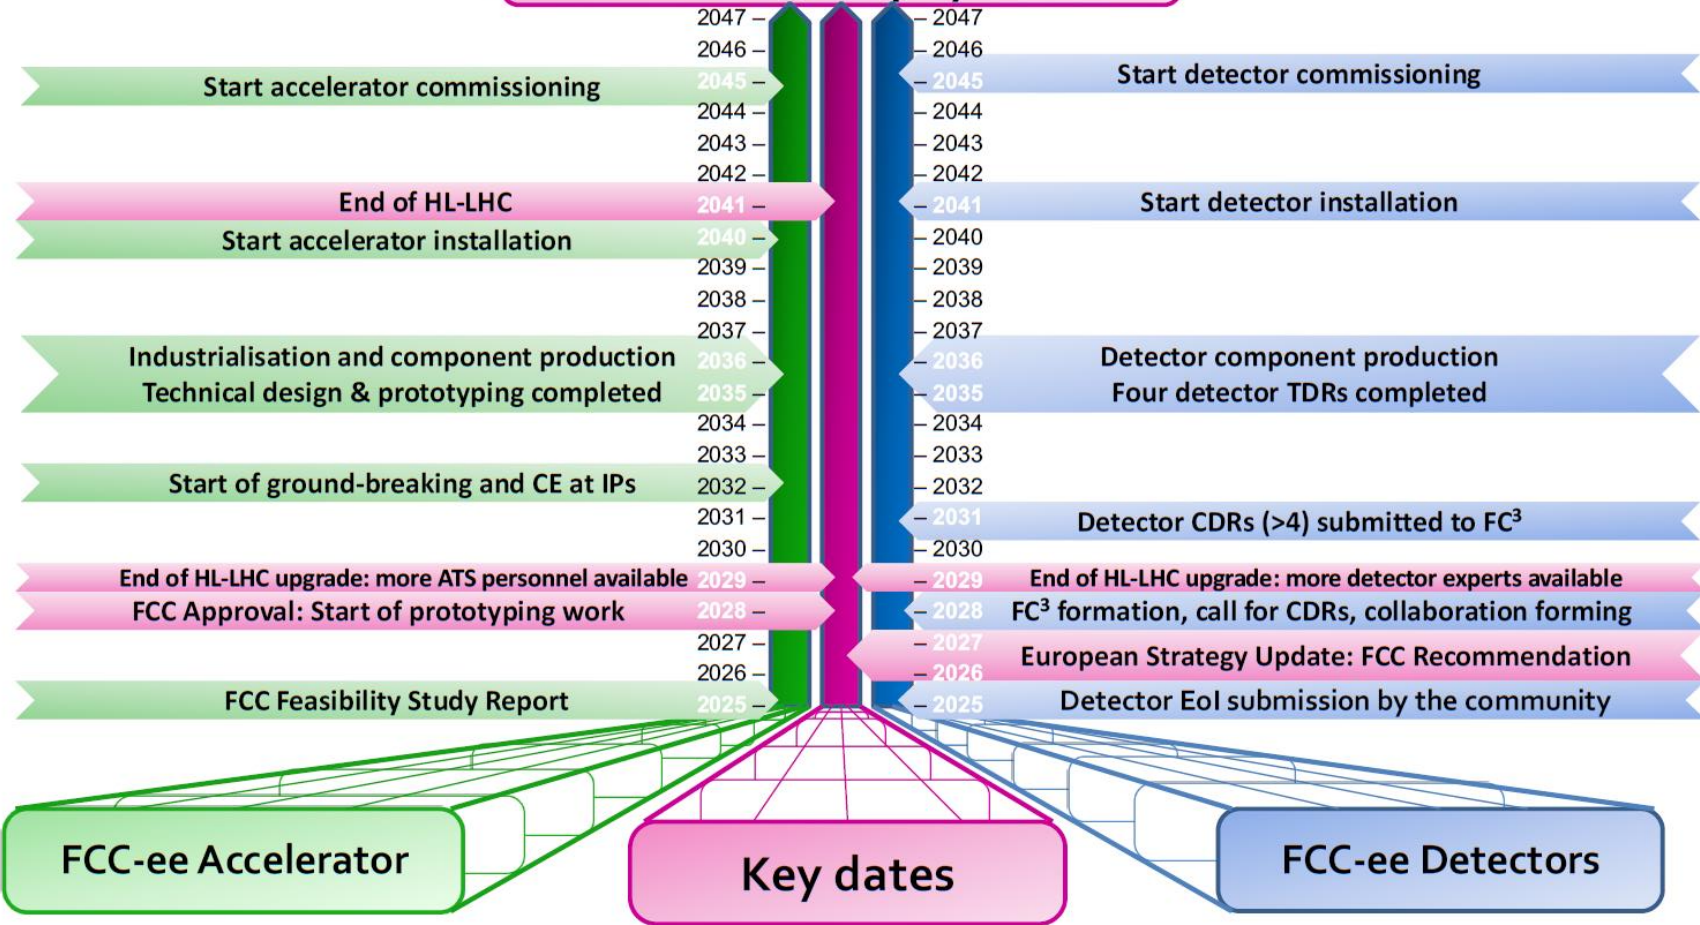 2047 – – 2047
2046 – – 2046
Start accelerator commissioning 2045 – – 2045 Start detector commissioning
2044 – – 2044
2043 – – 2043
2042 – – 2042
End of HL-LHC 2041 – – 2041 Start detector installation
Start accelerator installation 2040 – – 2040
2039 – – 2039
2038 – – 2038
2037 – – 2037
Industrialisation and component production 2036 – – 2036 Detector component production
Technical design & prototyping completed 2035 – – 2035 Four detector TDRs completed
2034 – – 2034
2033 – – 2033
Start of ground-breaking and CE at IPs 2032 – – 2032
2031 – – 2031 Detector CDRs (>4) submitted to FC³
2030 – – 2030
End of HL-LHC upgrade: more ATS personnel available 2029 – – 2029 End of HL-LHC upgrade: more detector experts available
FCC Approval: Start of prototyping work 2028 – – 2028 FC³ formation, call for CDRs, collaboration forming
2027 – – 2027
European Strategy Update: FCC Recommendation
2026 – – 2026
FCC Feasibility Study Report 2025 – – 2025 Detector EoI submission by the community
FCC-ee Accelerator
Key dates
FCC-ee Detectors